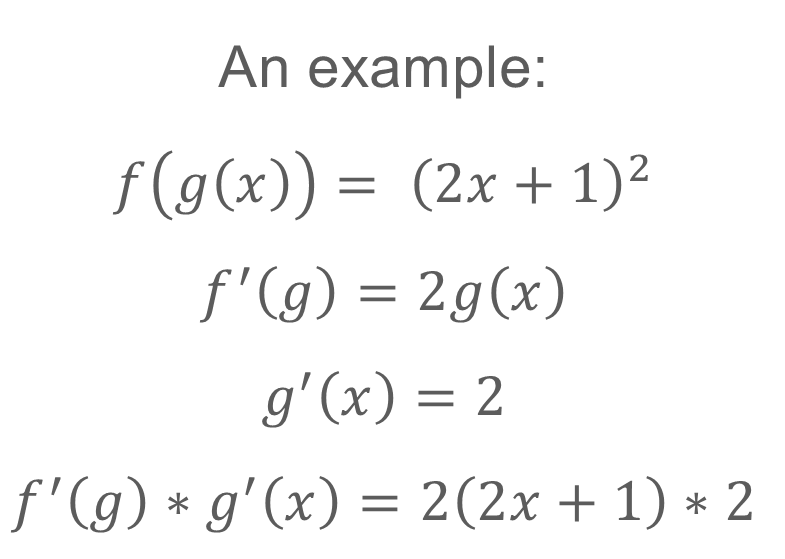 An example:
f(g(x)) = (2x + 1)²
f′(g) = 2g(x)
g′(x) = 2
f′(g) * g′(x) = 2(2x + 1) * 2